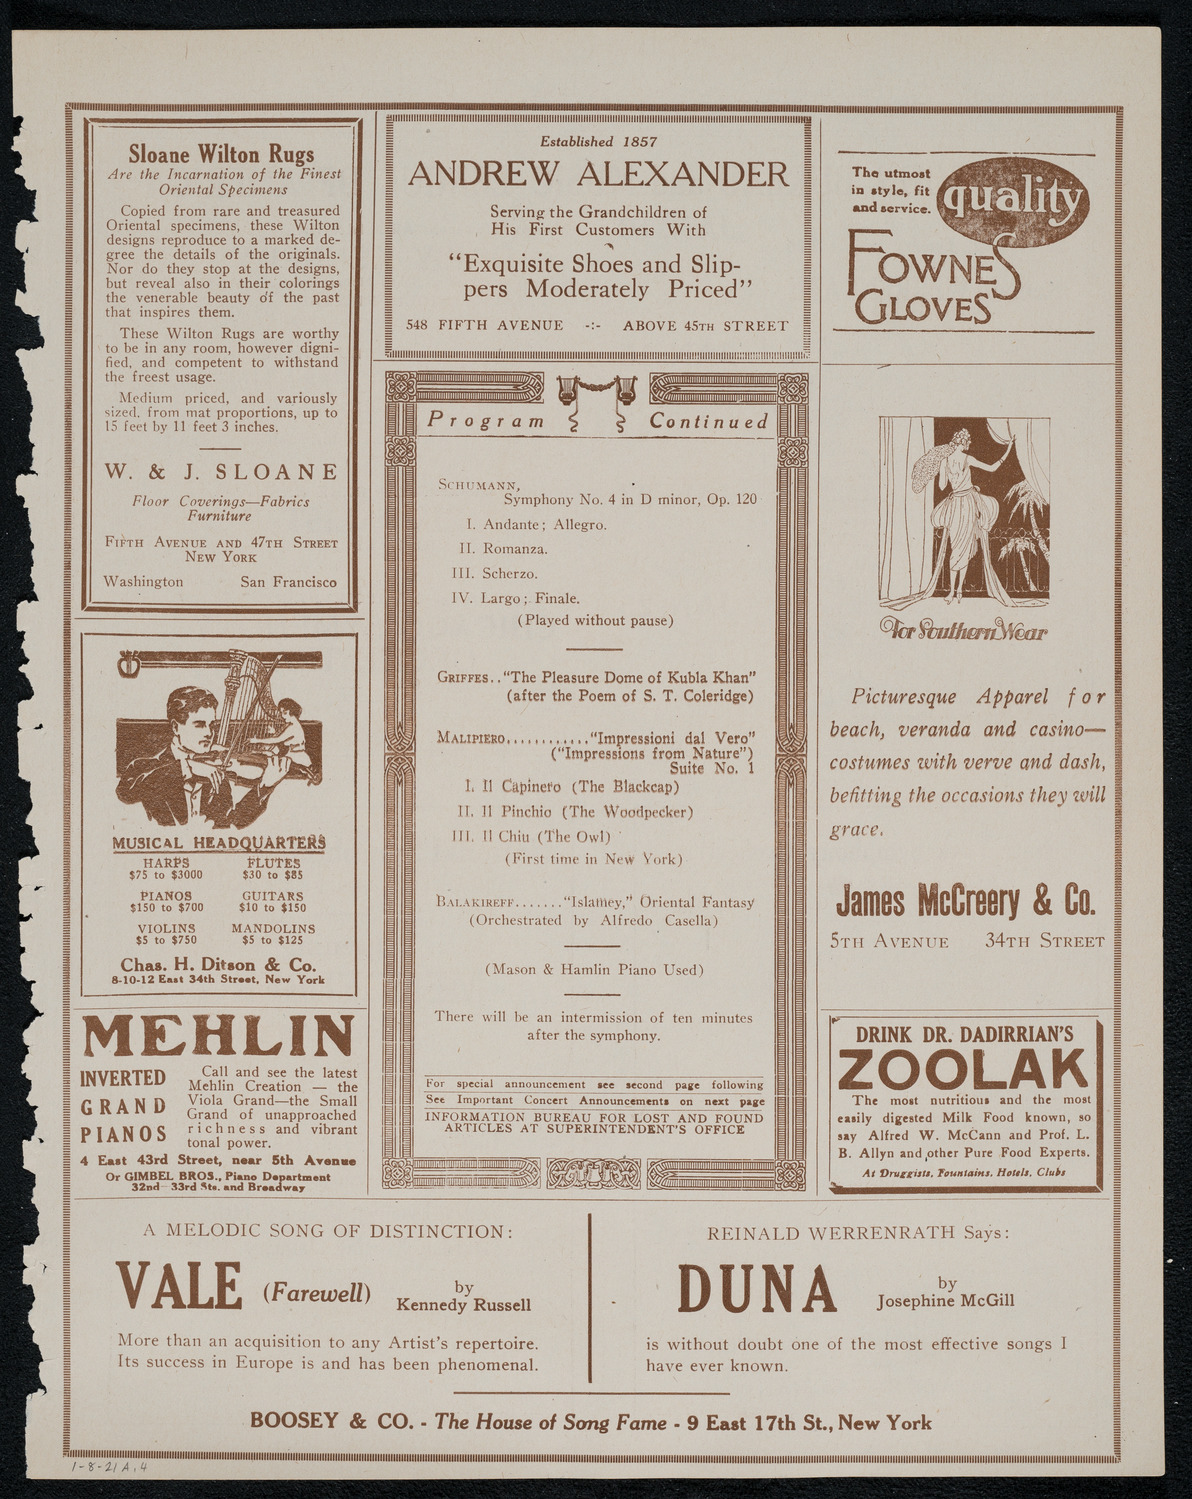 Sloane Wilton Rugs
Are the Incarnation of the Finest
Oriental Specimens
Copied from rare and treasured
Oriental specimens, these Wilton
designs reproduce to a marked de-
gree the details of the originals.
Nor do they stop at the designs,
but reveal also in their colorings
the venerable beauty of the past
that inspires them.
These Wilton Rugs are worthy
to be in any room, however digni-
fied, and competent to withstand
the freest usage.
Medium priced, and variously
sized, from mat proportions, up to
15 feet by 11 feet 3 inches.
W. & J. SLOANE
Floor Coverings—Fabrics
Furniture
FIFTH AVENUE AND 47TH STREET
NEW YORK
Washington San Francisco
MUSICAL HEADQUARTERS
HARPS FLUTES
$75 to $3000 $30 to $85
PIANOS GUITARS
$150 to $700 $10 to $150
VIOLINS MANDOLINS
$5 to $750 $5 to $125
Chas. H. Ditson & Co.
8-10-12 East 34th Street, New York
MEHLIN
INVERTED
GRAND
PIANOS
Call and see the latest
Mehlin Creation — the
Viola Grand—the Small
Grand of unapproached
richness and vibrant
tonal power.
4 East 43rd Street, near 5th Avenue
Or GIMBEL BROS., Piano Department
32nd - 33rd Sts. and Broadway
Established 1857
ANDREW ALEXANDER
Serving the Grandchildren of
His First Customers With
"Exquisite Shoes and Slip-
pers Moderately Priced"
548 FIFTH AVENUE -:- ABOVE 45TH STREET
Program Continued
SCHUMANN,
Symphony No. 4 in D minor, Op. 120
I. Andante; Allegro.
II. Romanza.
III. Scherzo.
IV. Largo; Finale.
(Played without pause)
GRIFFES.."The Pleasure Dome of Kubla Khan"
(after the Poem of S. T. Coleridge)
MALIPIERO............"Impressioni dal Vero"
("Impressions from Nature")
Suite No. 1
I. Il Capinero (The Blackcap)
II. Il Pinchio (The Woodpecker)
III. Il Chiu (The Owl)
(First time in New York)
BALAKIREFF......."Islamey," Oriental Fantasy
(Orchestrated by Alfredo Casella)
(Mason & Hamlin Piano Used)
There will be an intermission of ten minutes
after the symphony.
For special announcement see second page following
See Important Concert Announcements on next page
INFORMATION BUREAU FOR LOST AND FOUND
ARTICLES AT SUPERINTENDENT'S OFFICE
The utmost
in style, fit
and service.
quality
FOWNES
GLOVES
For Southern Wear
Picturesque Apparel for
beach, veranda and casino—
costumes with verve and dash,
befitting the occasions they will
grace.
James McCreery & Co.
5TH AVENUE 34TH STREET
DRINK DR. DADIRRIAN'S
ZOOLAK
The most nutritious and the most
easily digested Milk Food known, so
say Alfred W. McCann and Prof. L.
B. Allyn and other Pure Food Experts.
At Druggists, Fountains, Hotels, Clubs
A MELODIC SONG OF DISTINCTION:
VALE (Farewell) by
Kennedy Russell
More than an acquisition to any Artist's repertoire.
Its success in Europe is and has been phenomenal.
REINALD WERRENRATH Says:
DUNA by
Josephine McGill
is without doubt one of the most effective songs I
have ever known.
BOOSEY & CO. - The House of Song Fame - 9 East 17th St., New York
1-8-21 A, 4